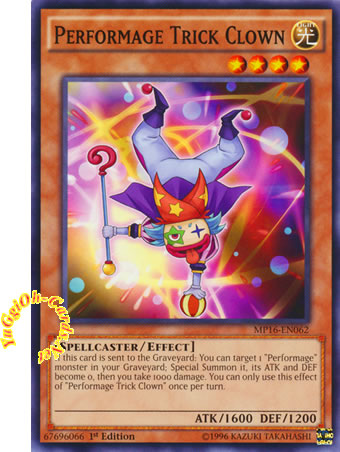 PERFORMAGE TRICK CLOWN
LIGHT
光
MP16-EN062
[SPELLCASTER/EFFECT]
If this card is sent to the Graveyard: You can target 1 "Performage"
monster in your Graveyard; Special Summon it, its ATK and DEF
become 0, then you take 1000 damage. You can only use this effect
of "Performage Trick Clown" once per turn.
ATK/1600 DEF/1200
67696066 1st Edition ©1996 KAZUKI TAKAHASHI